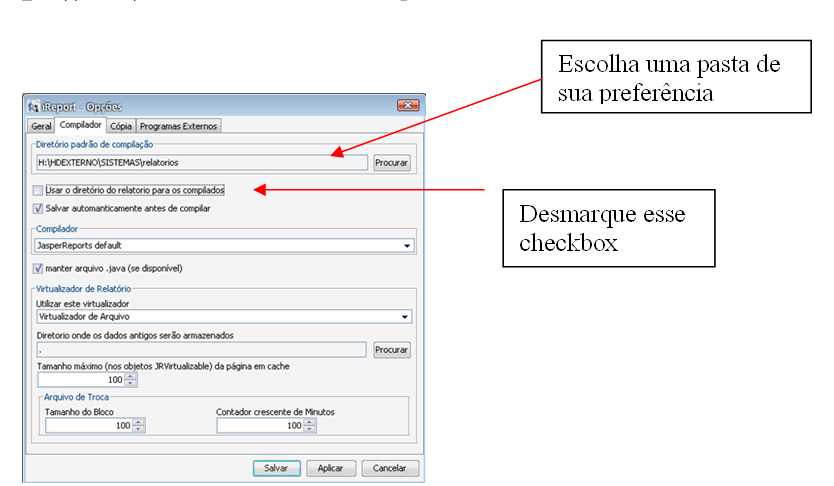 Escolha uma pasta de
sua preferência
iReport - Opções
Geral Compilador Cópia Programas Externos
Diretório padrão de compilação
H:\HDEXTERNO\SISTEMAS\relatorios Procurar
Usar o diretório do relatorio para os compilados
Salvar automanticamente antes de compilar
Desmarque esse
checkbox
Compilador
JasperReports default
manter arquivo .java (se disponível)
Virtualizador de Relatório
Utilizar este virtualizador
Virtualizador de Arquivo
Diretorio onde os dados antigos serão armazenados
. Procurar
Tamanho máximo (nos objetos JRVirtualizable) da página em cache
100
Arquivo de Troca
Tamanho do Bloco Contador crescente de Minutos
100 100
Salvar Aplicar Cancelar